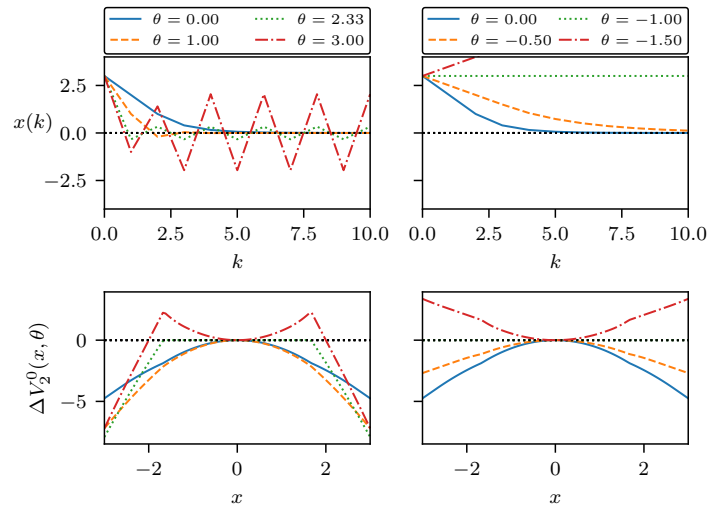 θ = 0.00 θ = 2.33 θ = 0.00 θ = −1.00
θ = 1.00 θ = 3.00 θ = −0.50 θ = −1.50
2.5
x(k) 0.0
−2.5
0.0 2.5 5.0 7.5 10.0 0.0 2.5 5.0 7.5 10.0
k k
0
ΔV₂⁰(x, θ)
−5
−2 0 2 −2 0 2
x x